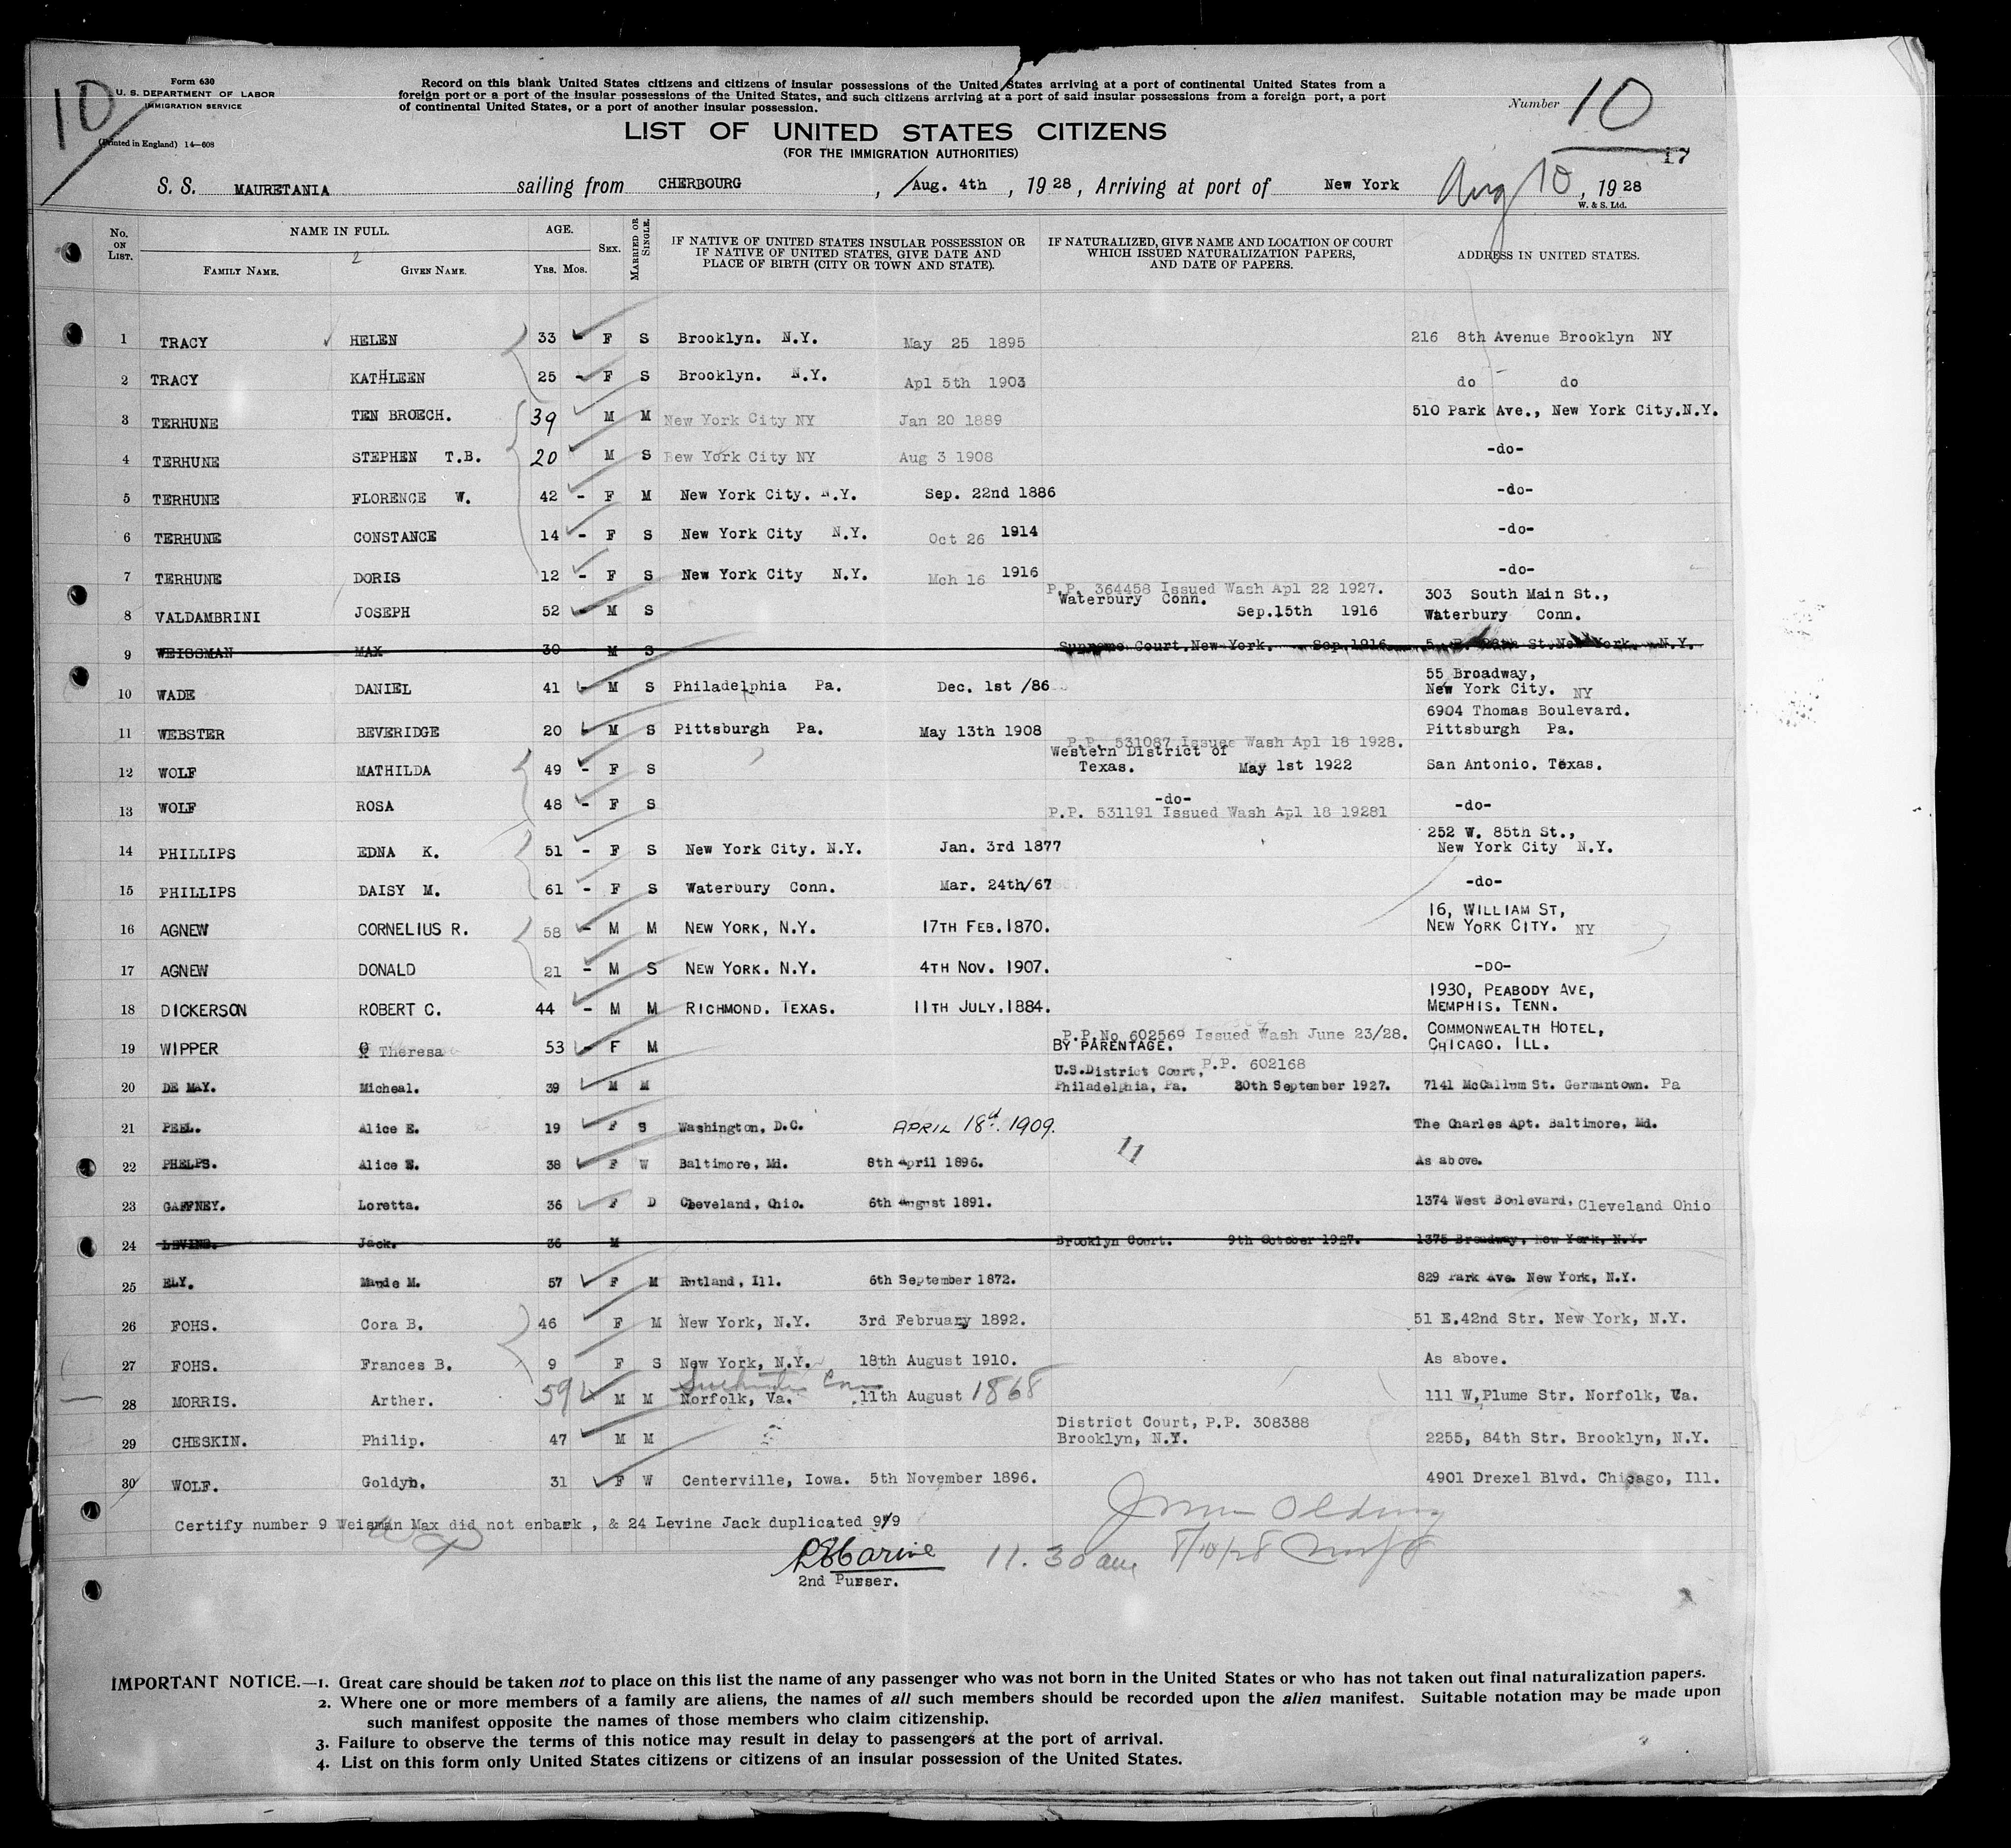 10
Form 630
U. S. DEPARTMENT OF LABOR
IMMIGRATION SERVICE
(Printed in England) 14—608
Record on this blank United States citizens and citizens of insular possessions of the United States arriving at a port of continental United States from a
foreign port or a port of the insular possessions of the United States, and such citizens arriving at a port of said insular possessions from a foreign port, a port
of continental United States, or a port of another insular possession.
Number 10
LIST OF UNITED STATES CITIZENS
(FOR THE IMMIGRATION AUTHORITIES)
17
S. S. MAURETANIA sailing from CHERBOURG , Aug. 4th , 1928, Arriving at port of New York Aug 10, 1928
W. & S. Ltd.
No. ON LIST. NAME IN FULL. AGE. SEX. MARRIED OR SINGLE. IF NATIVE OF UNITED STATES INSULAR POSSESSION OR IF NATIVE OF UNITED STATES, GIVE DATE AND PLACE OF BIRTH (CITY OR TOWN AND STATE). IF NATURALIZED, GIVE NAME AND LOCATION OF COURT WHICH ISSUED NATURALIZATION PAPERS, AND DATE OF PAPERS. ADDRESS IN UNITED STATES.
2
FAMILY NAME. GIVEN NAME. Yrs. Mos.
1 TRACY HELEN 33 F S Brooklyn. N.Y. May 25 1895 216 8th Avenue Brooklyn NY
2 TRACY KATHLEEN 25 - F S Brooklyn. N.Y. Apl 5th 1903 do do
3 TERHUNE TEN BROECH. 39 M M New York City NY Jan 20 1889 510 Park Ave., New York City.N.Y.
4 TERHUNE STEPHEN T.B. 20 M S Bew York City NY Aug 3 1908 -do-
5 TERHUNE FLORENCE W. 42 - F M New York City. N.Y. Sep. 22nd 1886 -do-
6 TERHUNE CONSTANCE 14 - F S New York City N.Y. Oct 26 1914 -do-
7 TERHUNE DORIS 12 - F S New York City N.Y. Mch 16 1916 -do-
P.P. 364458 Issued Wash Apl 22 1927.
8 VALDAMBRINI JOSEPH 52 - M S Waterbury Conn. Sep.15th 1916 303 South Main St., Waterbury Conn.
9 WEISSMAN MAX 30 M S Supreme Court,New York. Sep.1916 St.New York. N.Y.
10 WADE DANIEL 41 - M S Philadelphia Pa. Dec. 1st /86 55 Broadway, New York City. NY
11 WEBSTER BEVERIDGE 20 M S Pittsburgh Pa. May 13th 1908 6904 Thomas Boulevard. Pittsburgh Pa.
P.P. 531087 Issued Wash Apl 18 1928.
12 WOLF MATHILDA 49 - F S Western District of Texas. May 1st 1922 San Antonio. Texas.
13 WOLF ROSA 48 - F S -do- -do-
P.P. 531191 Issued Wash Apl 18 19281
14 PHILLIPS EDNA K. 51 - F S New York City. N.Y. Jan. 3rd 1877 252 W. 85th St., New York City N.Y.
15 PHILLIPS DAISY M. 61 - F S Waterbury Conn. Mar. 24th/67 -do-
16 AGNEW CORNELIUS R. 58 - M M NEW YORK, N.Y. 17TH FEB.1870. 16, WILLIAM ST, NEW YORK CITY. NY
17 AGNEW DONALD 21 - M S NEW YORK. N.Y. 4TH NOV. 1907. -DO-
18 DICKERSON ROBERT C. 44 - M M RICHMOND. TEXAS. 11TH JULY.1884. 1930, PEABODY AVE, MEMPHIS. TENN.
P.P.No 602569 Issued Wash June 23/28.
19 WIPPER Theresa 53 - F M BY PARENTAGE. COMMONWEALTH HOTEL, CHICAGO. ILL.
20 DE MAY. Micheal. 39 M M U.S.District Court, P.P. 602168 Philadelphia, Pa. 20th September 1927. 7141 McCallum St. Germantown. Pa
21 PEEL. Alice E. 19 F S Washington, D.C. APRIL 18d. 1909. The Charles Apt. Baltimore, Md.
11
22 PHELPS. Alice E. 38 F W Baltimore, Md. 8th April 1896. As above.
23 GAFFNEY. Loretta. 36 F D Cleveland, Ohio. 6th August 1891. 1374 West Boulevard, Cleveland Ohio
24 LEVINE. Jack. 36 M Brooklyn Court. 9th October 1927. 1375 Broadway, New York, N.Y.
25 ELY. Maude M. 57 F M Rutland, Ill. 6th September 1872. 829 Park Ave. New York, N.Y.
26 FOHS. Cora B. 46 F M New York, N.Y. 3rd February 1892. 51 E.42nd Str. New York, N.Y.
27 FOHS. Frances B. 9 F S New York, N.Y. 18th August 1910. As above.
28 MORRIS. Arther. 59 M M Norfolk, Va. 11th August 1868 111 W,Plume Str. Norfolk, Va.
29 CHESKIN. Philip. 47 M M District Court, P.P. 308388 Brooklyn, N.Y. 2255, 84th Str. Brooklyn, N.Y.
30 WOLF. Goldyn. 31 F W Centerville, Iowa. 5th November 1896. 4901 Drexel Blvd. Chicago, Ill.
Certify number 9 Weisman Max did not enbark , & 24 Levine Jack duplicated 9/9
11.30 am 8/10/28
2nd Purser.
IMPORTANT NOTICE.—1. Great care should be taken not to place on this list the name of any passenger who was not born in the United States or who has not taken out final naturalization papers.
2. Where one or more members of a family are aliens, the names of all such members should be recorded upon the alien manifest. Suitable notation may be made upon
such manifest opposite the names of those members who claim citizenship.
3. Failure to observe the terms of this notice may result in delay to passengers at the port of arrival.
4. List on this form only United States citizens or citizens of an insular possession of the United States.